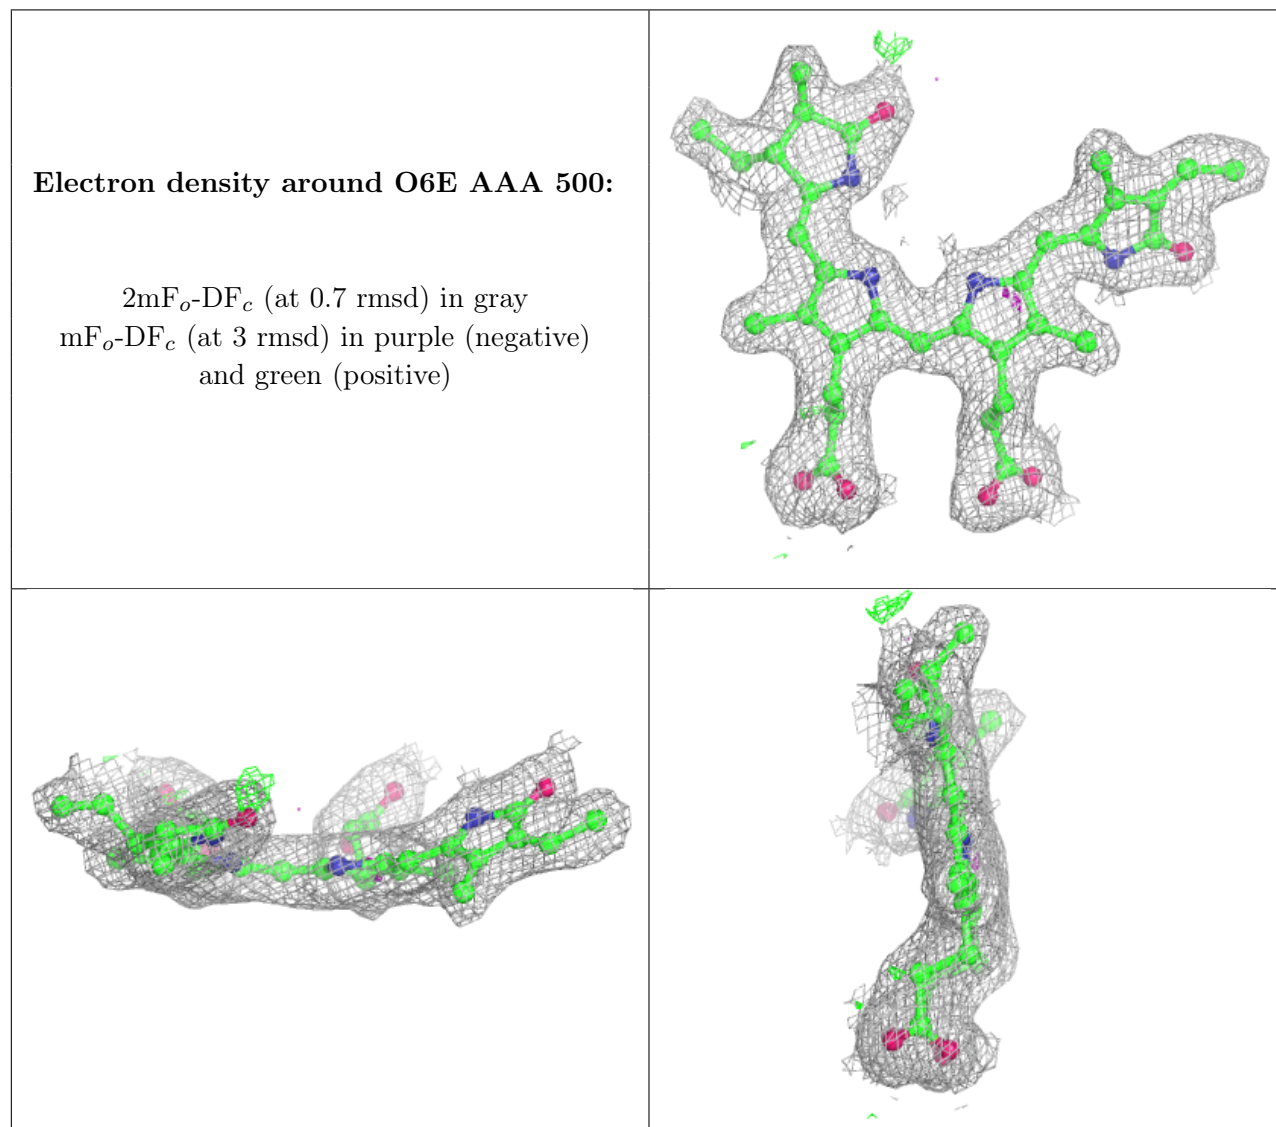 Electron density around O6E AAA 500:
2mFo-DFc (at 0.7 rmsd) in gray
mFo-DFc (at 3 rmsd) in purple (negative)
and green (positive)